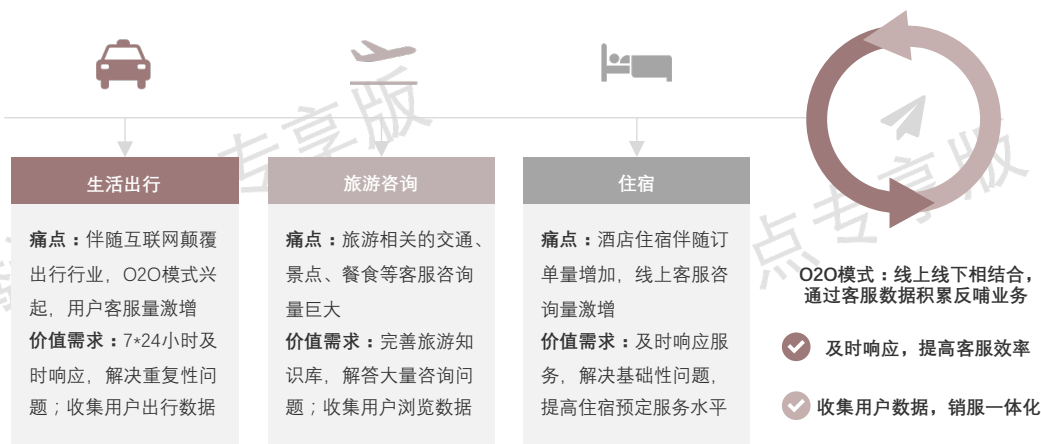 生活出行
痛点：伴随互联网颠覆
出行行业，O2O模式兴
起，用户客服量激增
价值需求：7*24小时及
时响应，解决重复性问
题；收集用户出行数据
旅游咨询
痛点：旅游相关的交通、
景点、餐食等客服咨询
量巨大
价值需求：完善旅游知
识库，解答大量咨询问
题；收集用户浏览数据
住宿
痛点：酒店住宿伴随订
单量增加，线上客服咨
询量激增
价值需求：及时响应服
务，解决基础性问题，
提高住宿预定服务水平
O2O模式：线上线下相结合，
通过客服数据积累反哺业务
及时响应，提高客服效率
收集用户数据，销服一体化
专享版
点专享版